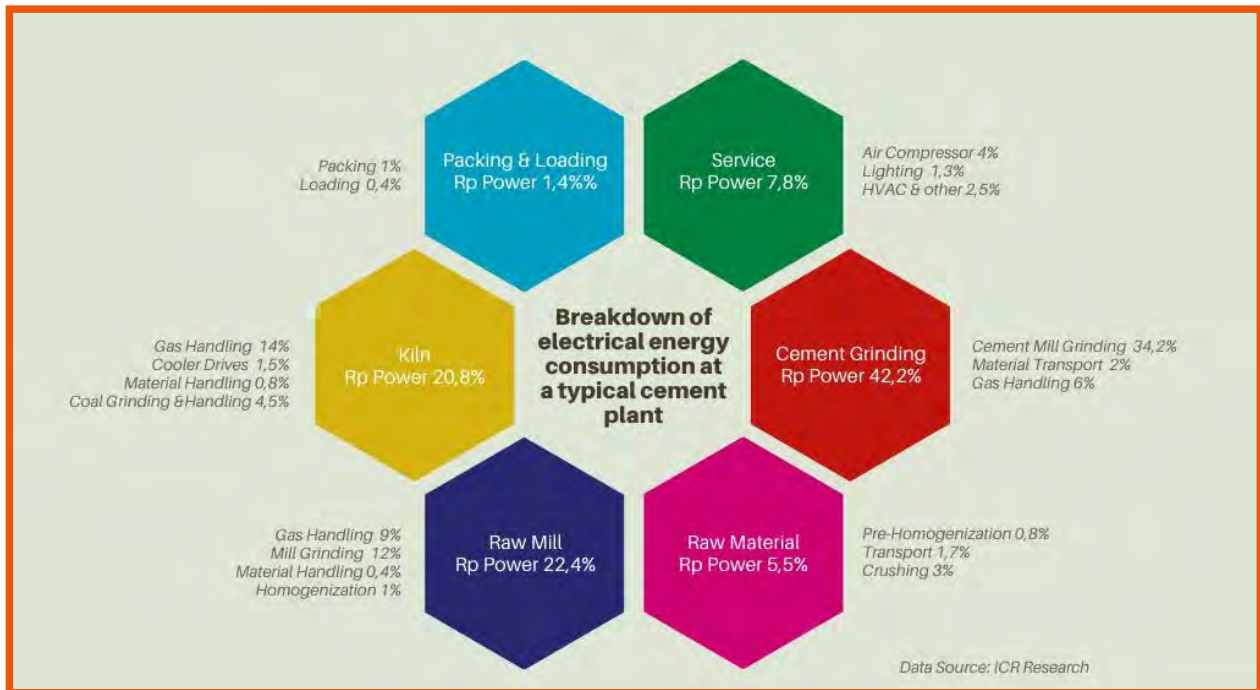 Packing 1%
Loading 0,4%
Packing & Loading
Rp Power 1,4%%
Service
Rp Power 7,8%
Air Compressor 4%
Lighting 1,3%
HVAC & other 2,5%
Gas Handling 14%
Cooler Drives 1,5%
Material Handling 0,8%
Coal Grinding &Handling 4,5%
Kiln
Rp Power 20,8%
Breakdown of
electrical energy
consumption at
a typical cement
plant
Cement Grinding
Rp Power 42,2%
Cement Mill Grinding 34,2%
Material Transport 2%
Gas Handling 6%
Gas Handling 9%
Mill Grinding 12%
Material Handling 0,4%
Homogenization 1%
Raw Mill
Rp Power 22,4%
Raw Material
Rp Power 5,5%
Pre-Homogenization 0,8%
Transport 1,7%
Crushing 3%
Data Source: ICR Research